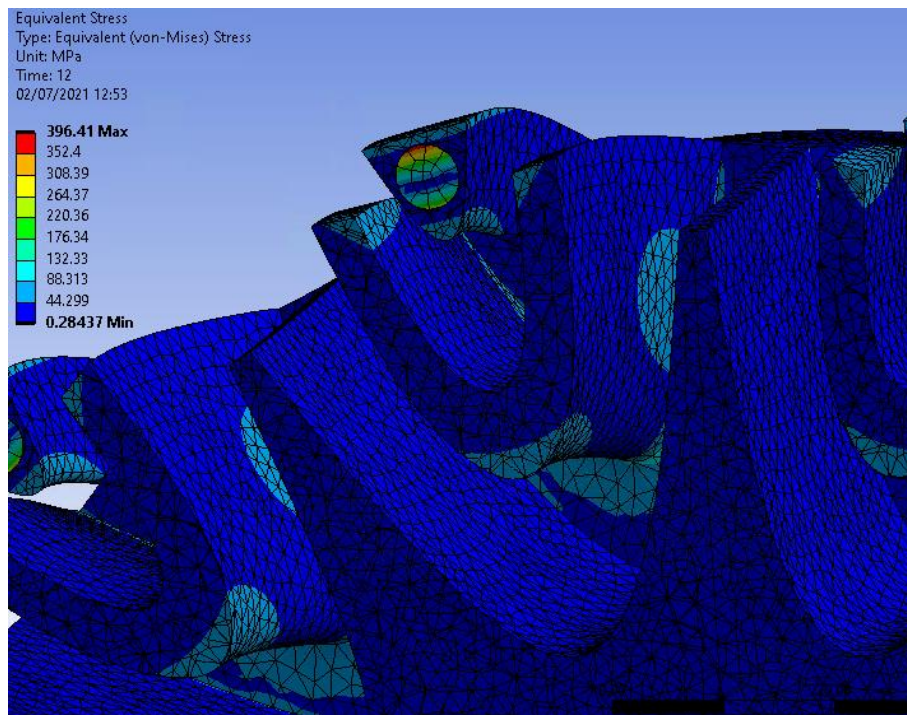 Equivalent Stress
Type: Equivalent (von-Mises) Stress
Unit: MPa
Time: 12
02/07/2021 12:53
396.41 Max
352.4
308.39
264.37
220.36
176.34
132.33
88.313
44.299
0.28437 Min